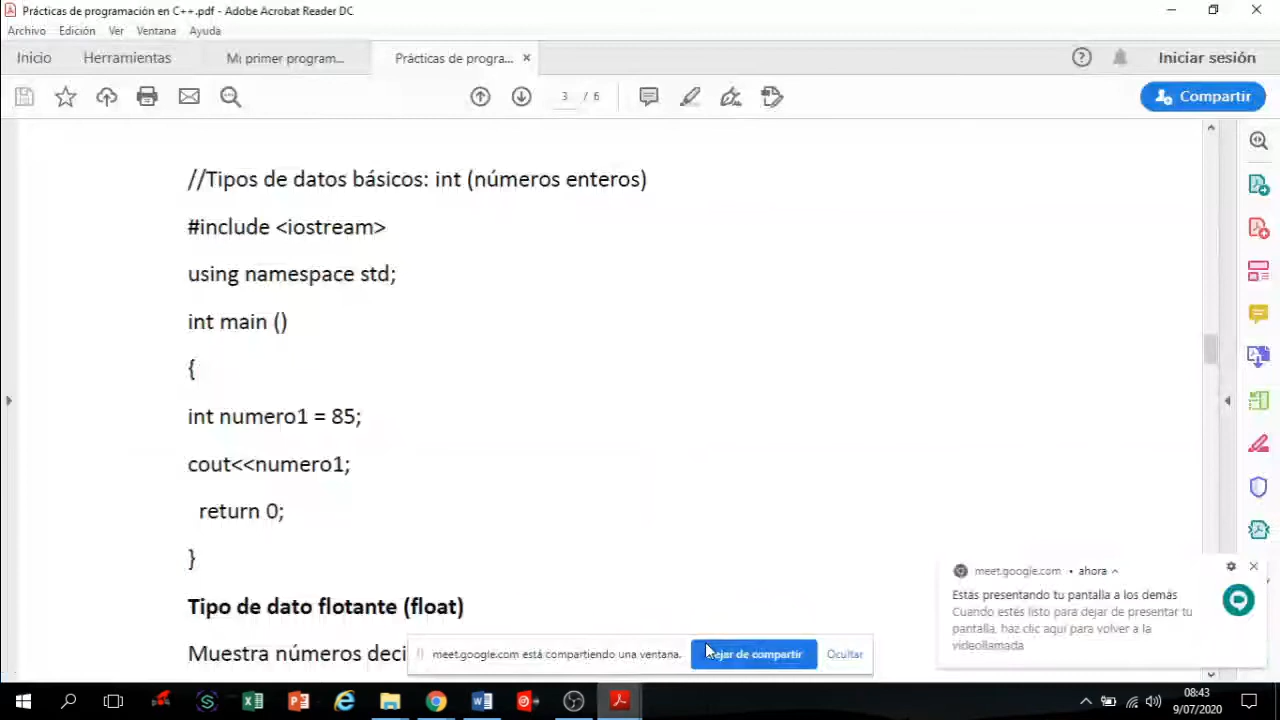 Prácticas de programación en C++.pdf - Adobe Acrobat Reader DC
Archivo Edición Ver Ventana Ayuda
Inicio Herramientas Mi primer program... Prácticas de progra... ×
Iniciar sesión
3 / 6
Compartir
//Tipos de datos básicos: int (números enteros)
#include <iostream>
using namespace std;
int main ()
{
int numero1 = 85;
cout<<numero1;
return 0;
}
Tipo de dato flotante (float)
Muestra números deci
meet.google.com está compartiendo una ventana. Dejar de compartir Ocultar
meet.google.com • ahora
Estás presentando tu pantalla a los demás
Cuando estés listo para dejar de presentar tu
pantalla, haz clic aquí para volver a la
videollamada
08:43
9/07/2020